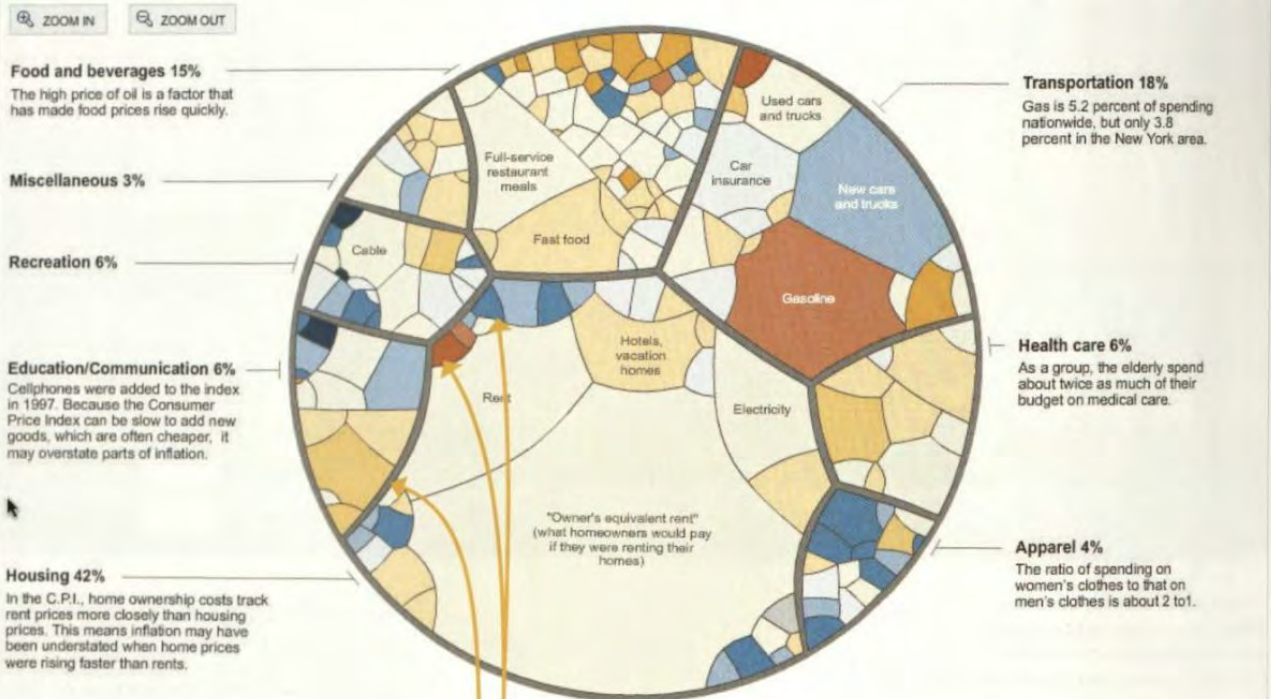 ZOOM IN
ZOOM OUT
Food and beverages 15%
The high price of oil is a factor that
has made food prices rise quickly.
Miscellaneous 3%
Recreation 6%
Education/Communication 6%
Cellphones were added to the index
in 1997. Because the Consumer
Price Index can be slow to add new
goods, which are often cheaper, it
may overstate parts of inflation.
Housing 42%
In the C.P.I., home ownership costs track
rent prices more closely than housing
prices. This means inflation may have
been understated when home prices
were rising faster than rents.
Full-service
restaurant
meals
Fast food
Cable
Used cars
and trucks
Car
insurance
New cars
and trucks
Gasoline
Hotels,
vacation
homes
Rent
Electricity
"Owner's equivalent rent"
(what homeowners would pay
if they were renting their
homes)
Transportation 18%
Gas is 5.2 percent of spending
nationwide, but only 3.8
percent in the New York area.
Health care 6%
As a group, the elderly spend
about twice as much of their
budget on medical care.
Apparel 4%
The ratio of spending on
women's clothes to that on
men's clothes is about 2 to1.